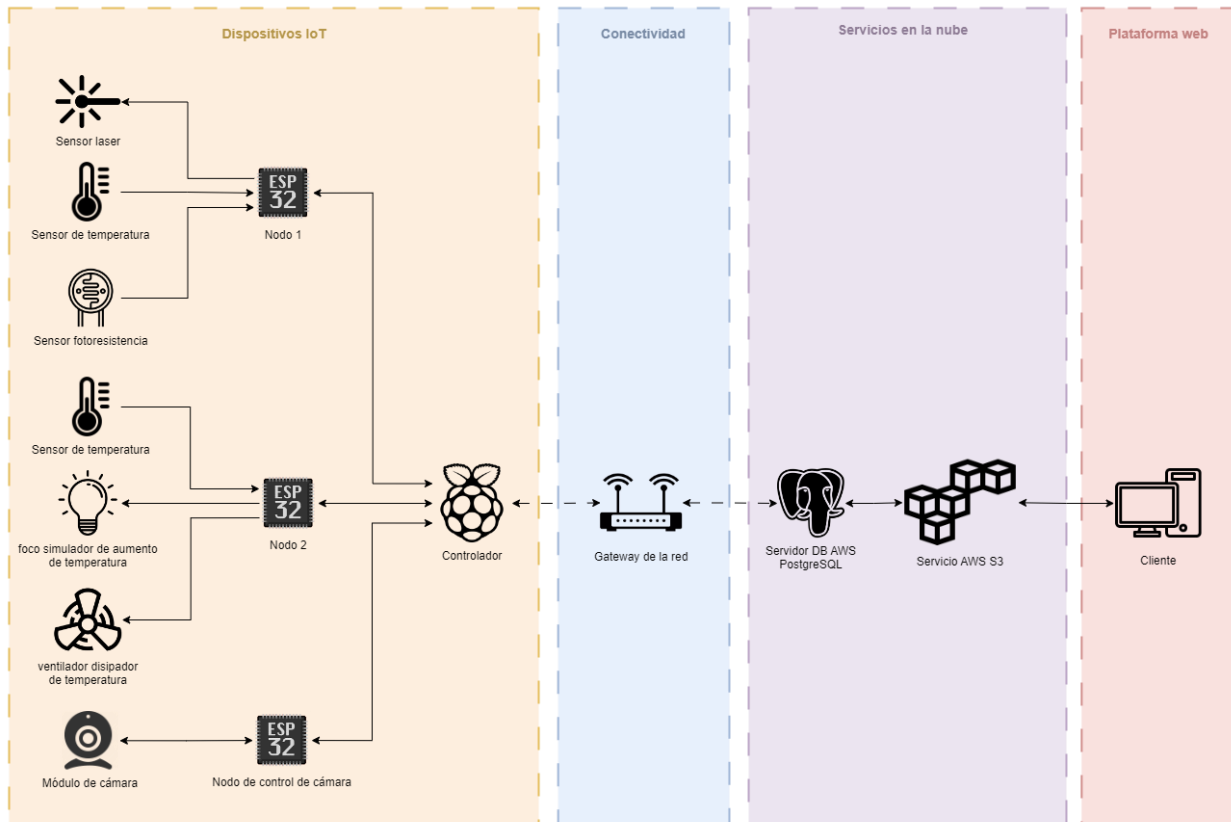 Dispositivos IoT
Conectividad
Servicios en la nube
Plataforma web
Sensor laser
Sensor de temperatura
ESP
32
Nodo 1
Sensor fotoresistencia
Sensor de temperatura
foco simulador de aumento
de temperatura
ESP
32
Nodo 2
ventilador disipador
de temperatura
Módulo de cámara
ESP
32
Nodo de control de cámara
Controlador
Gateway de la red
Servidor DB AWS
PostgreSQL
Servicio AWS S3
Cliente